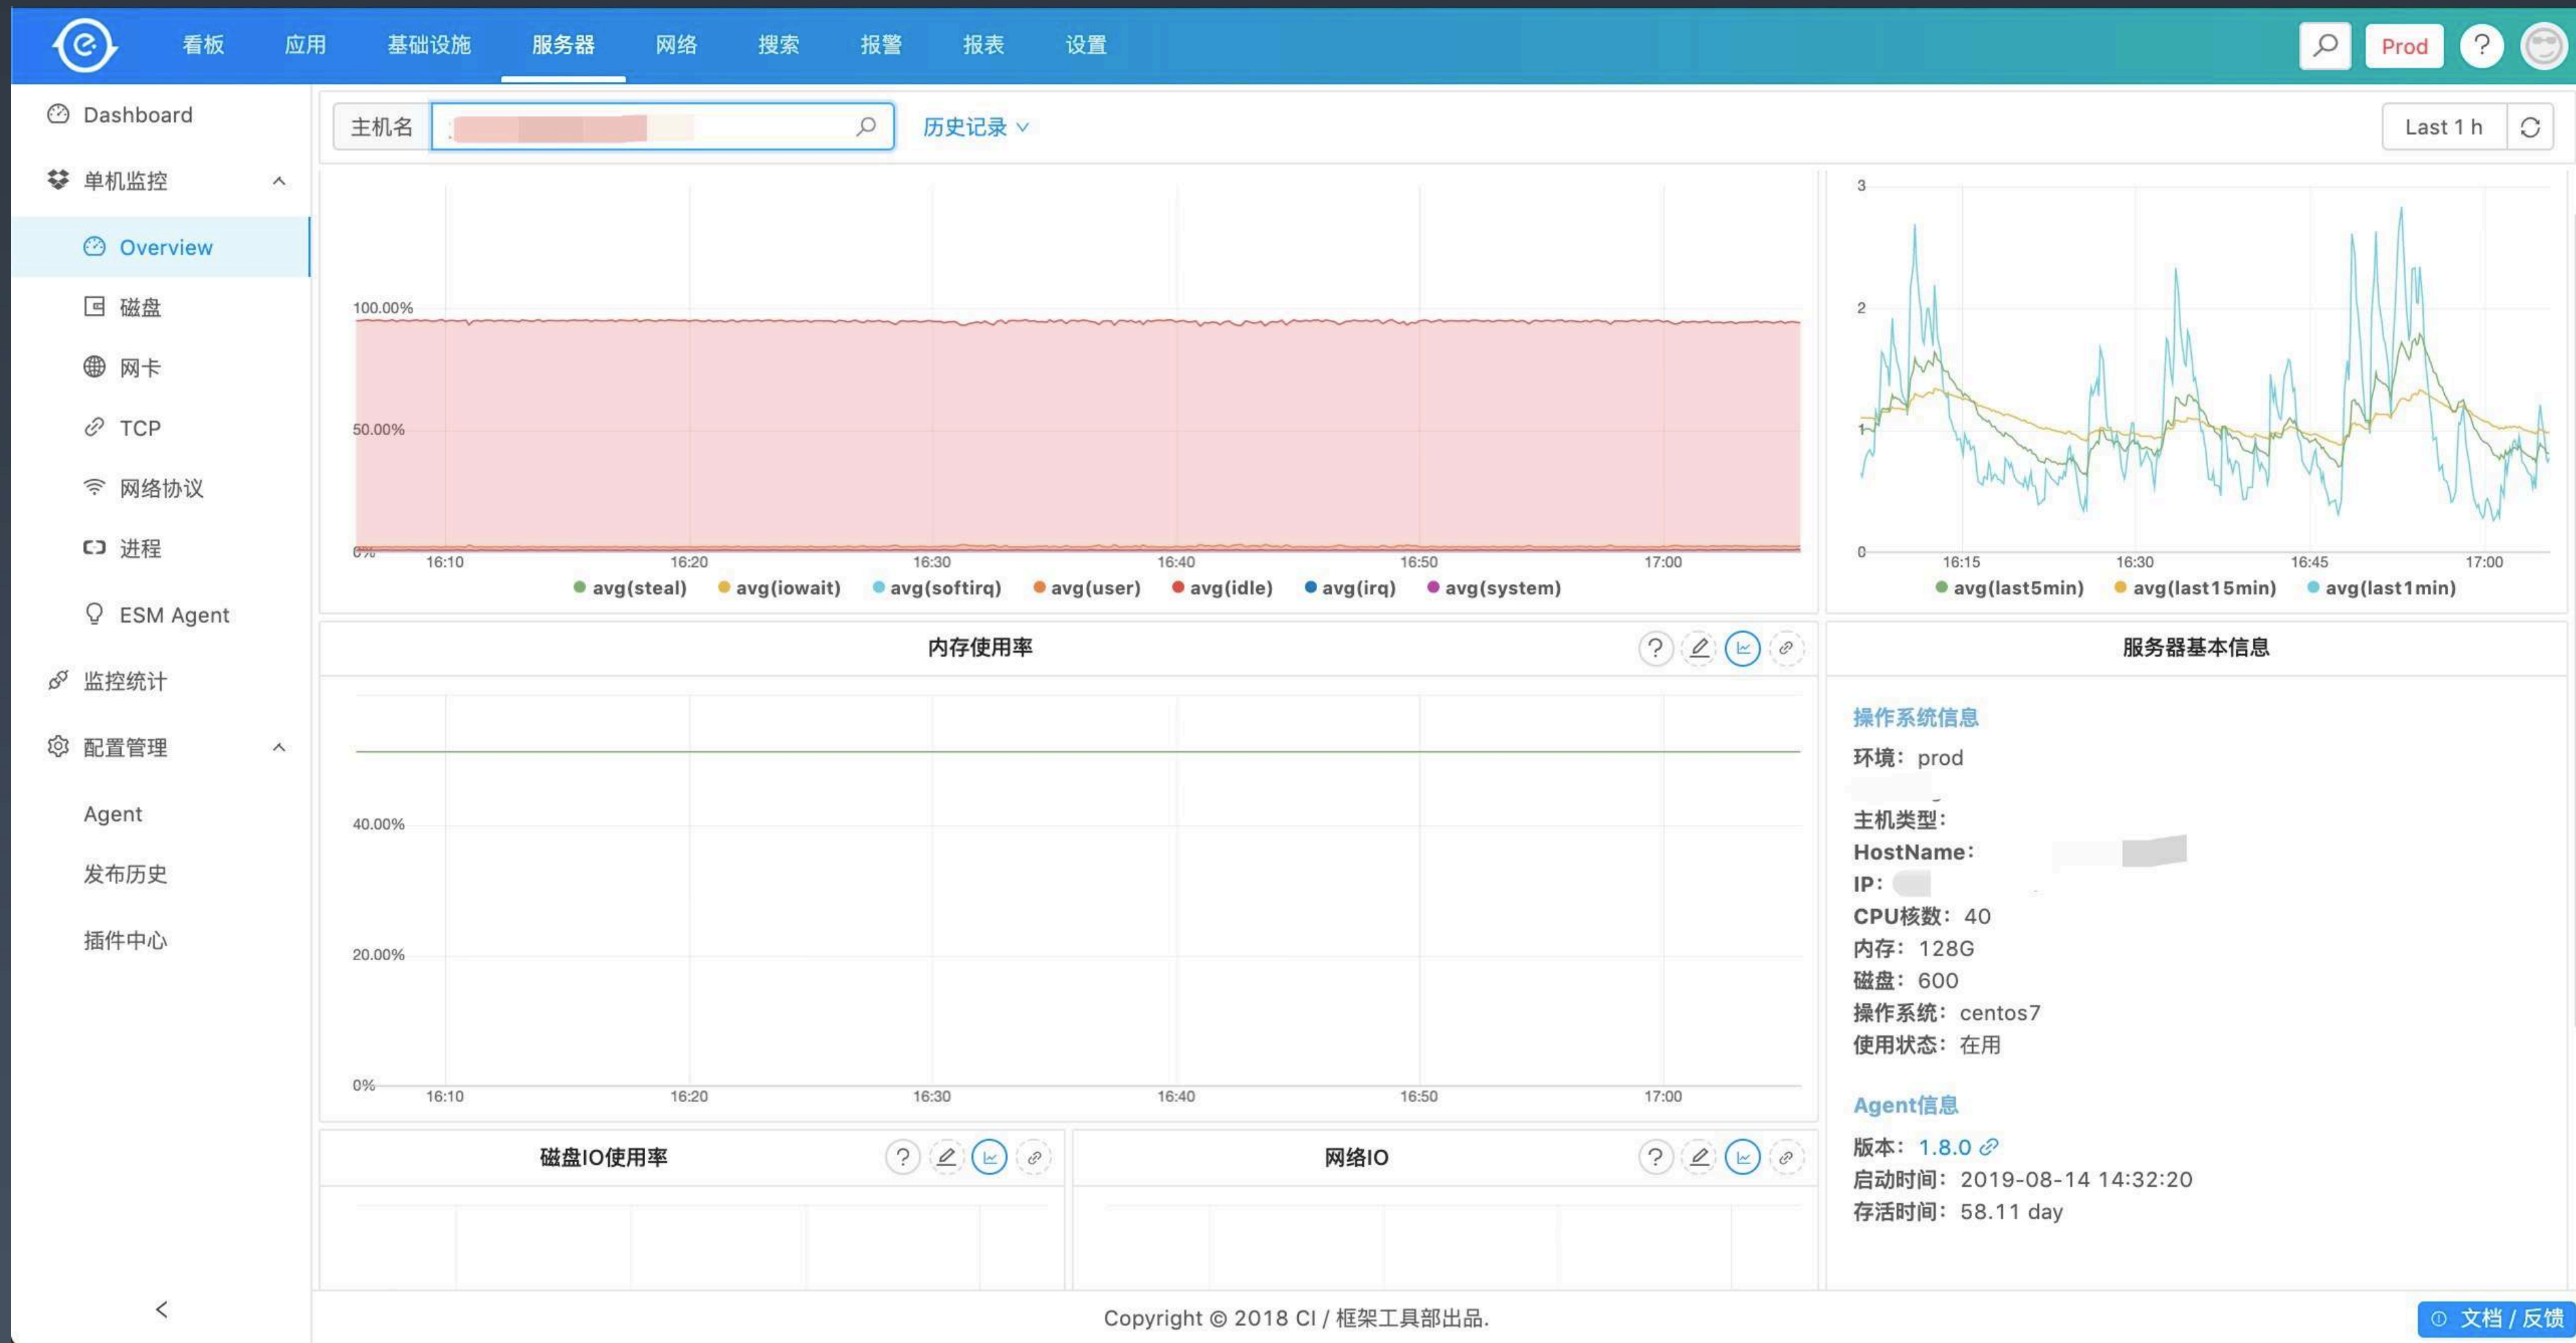 看板 应用 基础设施 服务器 网络 搜索 报警 报表 设置 Prod ?
Dashboard
单机监控
Overview
磁盘
网卡
TCP
网络协议
进程
ESM Agent
监控统计
配置管理
Agent
发布历史
插件中心
主机名 历史记录 Last 1 h
100.00%
50.00%
0%
16:10 16:20 16:30 16:40 16:50 17:00
avg(steal) avg(iowait) avg(softirq) avg(user) avg(idle) avg(irq) avg(system)
3
2
1
0
16:15 16:30 16:45 17:00
avg(last5min) avg(last15min) avg(last1min)
内存使用率 ?
40.00%
20.00%
0%
16:10 16:20 16:30 16:40 16:50 17:00
服务器基本信息
操作系统信息
环境：prod
主机类型：
HostName：
IP：
CPU核数：40
内存：128G
磁盘：600
操作系统：centos7
使用状态：在用
Agent信息
版本：1.8.0
启动时间：2019-08-14 14:32:20
存活时间：58.11 day
磁盘IO使用率 ?
网络IO ?
Copyright © 2018 CI / 框架工具部出品.
文档 / 反馈